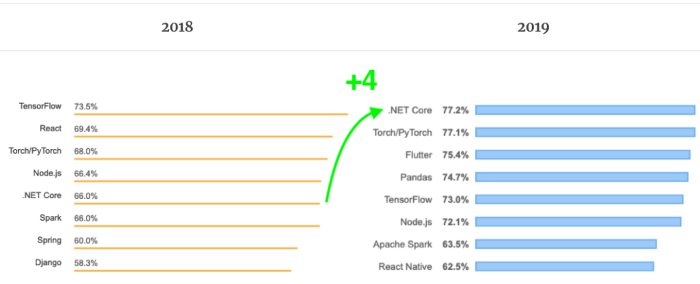 2018
2019
+4
TensorFlow 73.5%
React 69.4%
Torch/PyTorch 68.0%
Node.js 66.4%
.NET Core 66.0%
Spark 66.0%
Spring 60.0%
Django 58.3%
.NET Core 77.2%
Torch/PyTorch 77.1%
Flutter 75.4%
Pandas 74.7%
TensorFlow 73.0%
Node.js 72.1%
Apache Spark 63.5%
React Native 62.5%